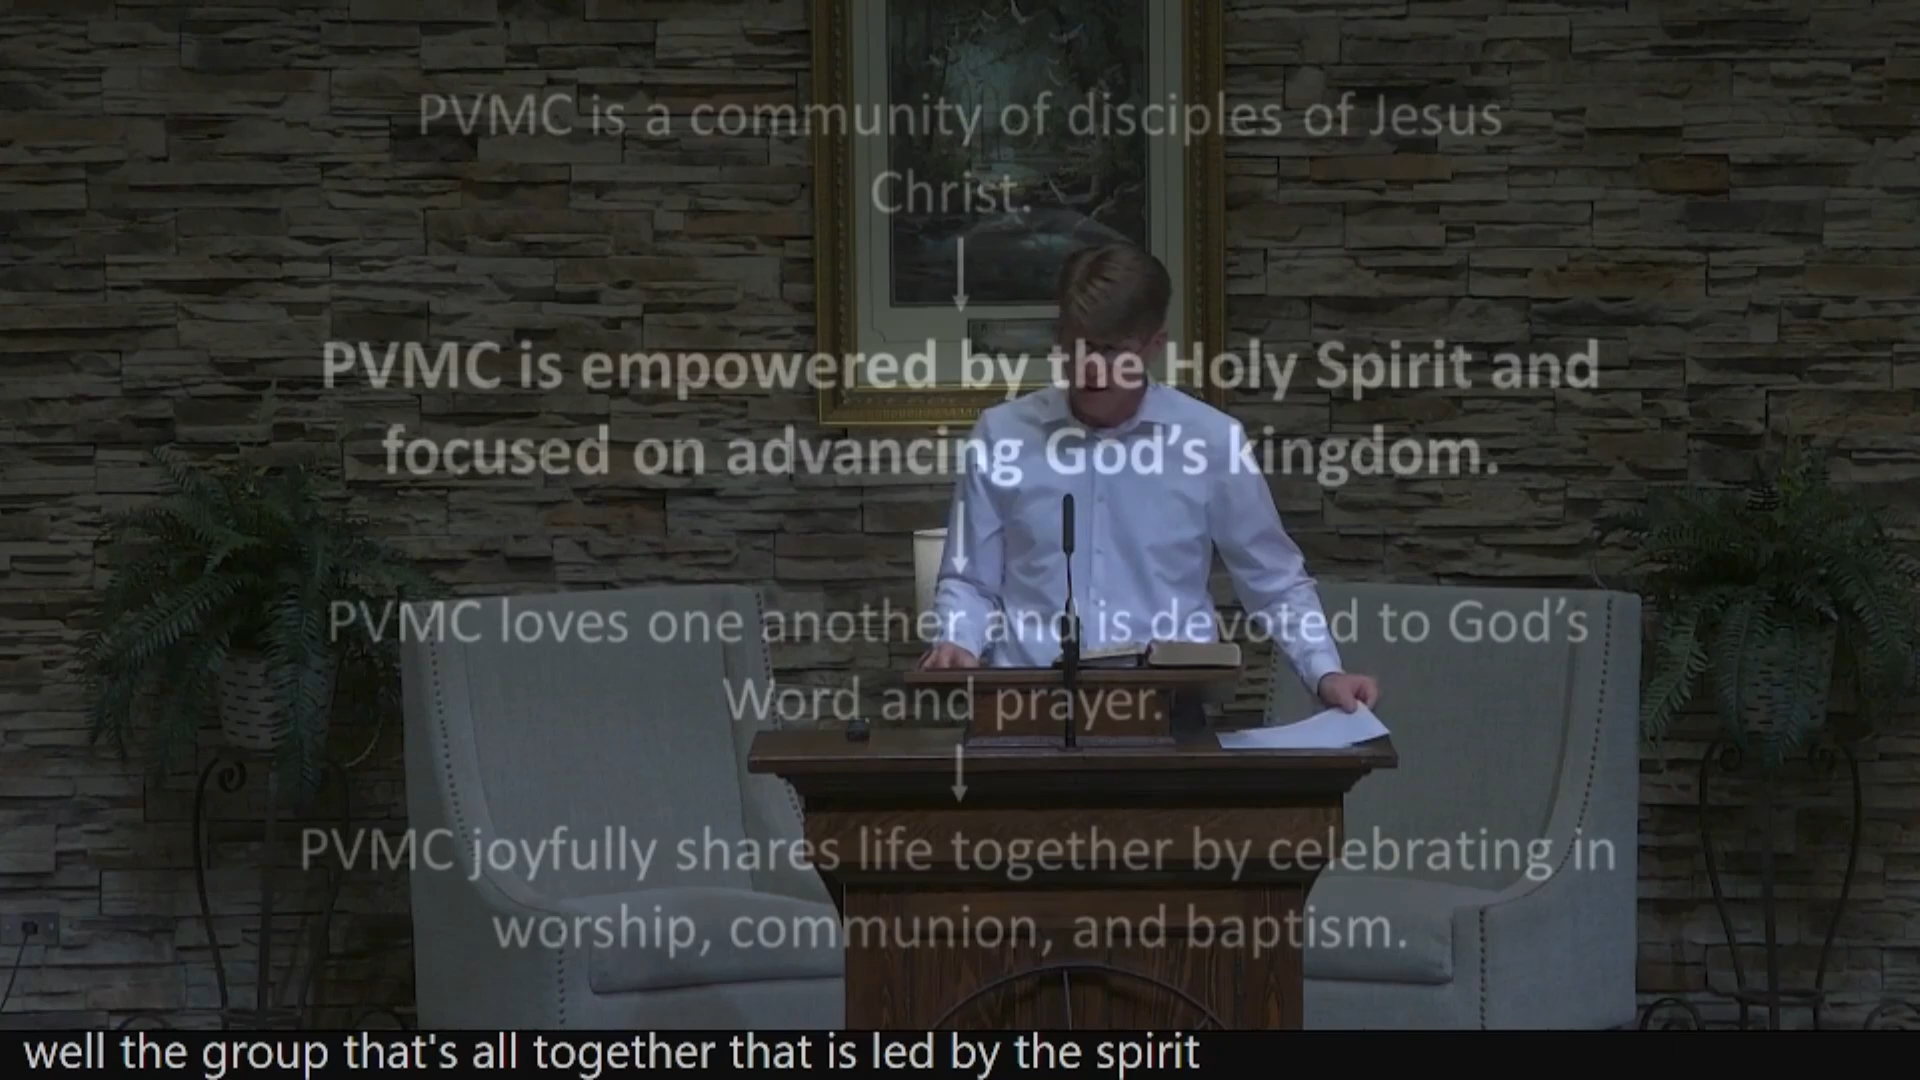 PVMC is a community of disciples of Jesus
Christ.
PVMC is empowered by the Holy Spirit and
focused on advancing God's kingdom.
PVMC loves one another and is devoted to God's
Word and prayer.
PVMC joyfully shares life together by celebrating in
worship, communion, and baptism.
well the group that's all together that is led by the spirit